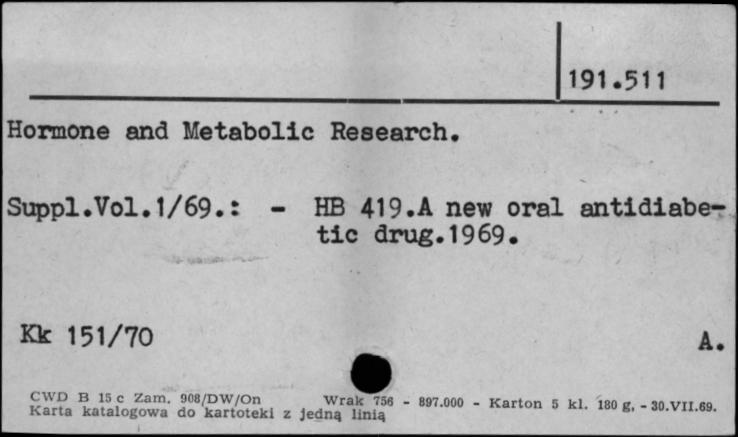 191.511
Hormone and Metabolic Research.
Suppl.Vol.1/69.: - HB 419.A new oral antidiabe-
tic drug.1969.
Kk 151/70 A.
CWD B 15 c Zam. 908/DW/On Wrak 756 - 897.000 - Karton 5 kl. 180 g. - 30.VII.69.
Karta katalogowa do kartoteki z jedną linią